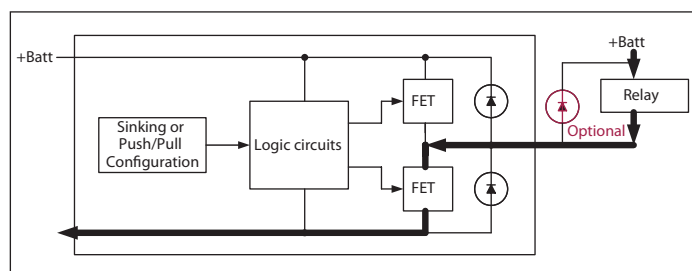 +Batt
+Batt
FET
Relay
Sinking or
Push/Pull
Configuration
Logic circuits
Optional
FET